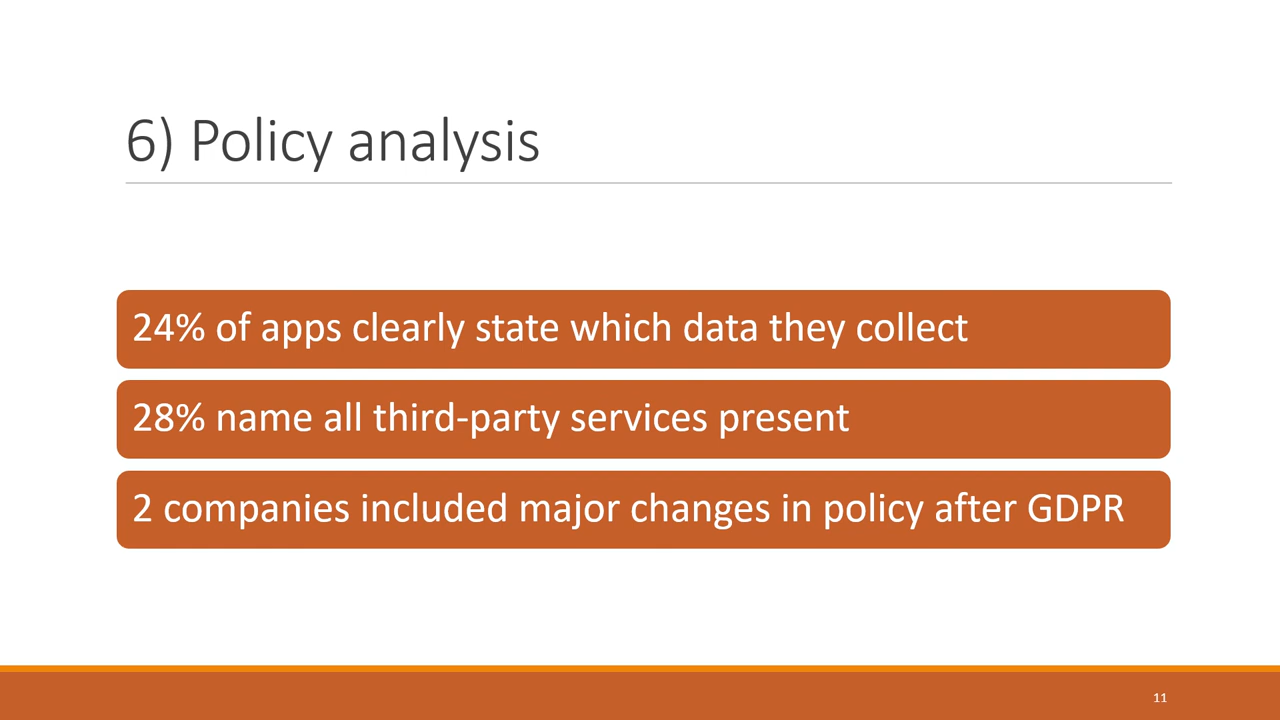 6) Policy analysis
24% of apps clearly state which data they collect
28% name all third-party services present
2 companies included major changes in policy after GDPR
11